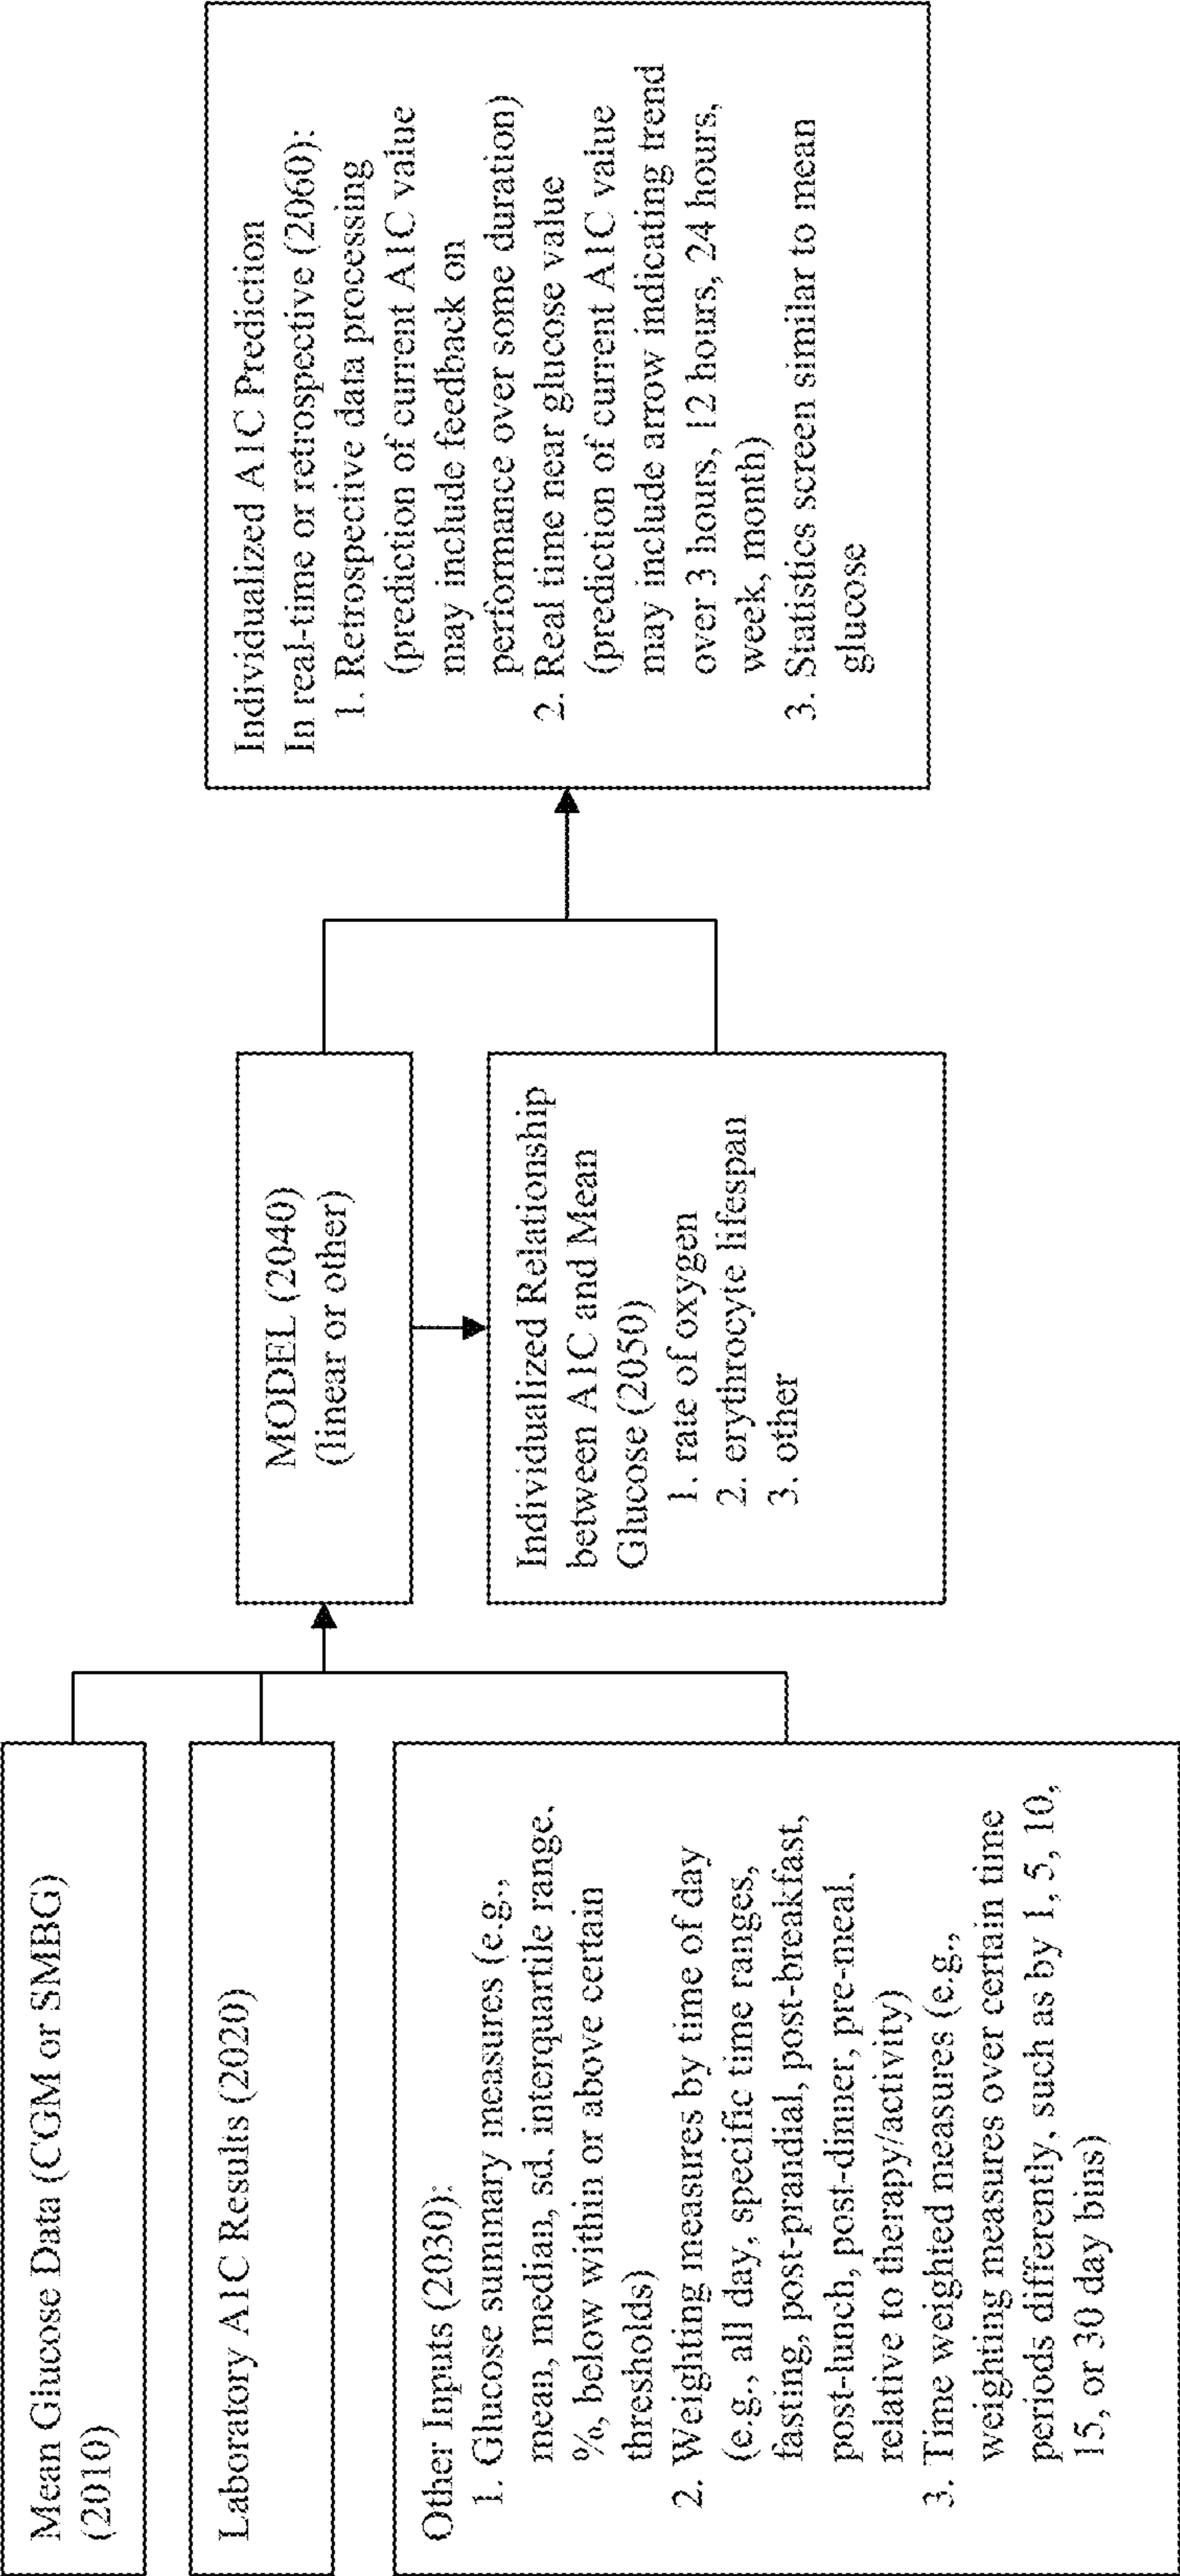 Mean Glucose Data (CGM or SMBG)
(2010)
Laboratory A1C Results (2020)
Other Inputs (2030):
1. Glucose summary measures (e.g.,
mean, median, sd, interquartile range,
%, below within or above certain
thresholds)
2. Weighting measures by time of day
(e.g., all day, specific time ranges,
fasting, post-prandial, post-breakfast,
post-lunch, post-dinner, pre-meal,
relative to therapy/activity)
3. Time weighted measures (e.g.,
weighting measures over certain time
periods differently, such as by 1, 5, 10,
15, or 30 day bins)
MODEL (2040)
(linear or other)
Individualized Relationship
between A1C and Mean
Glucose (2050)
1. rate of oxygen
2. erythrocyte lifespan
3. other
Individualized A1C Prediction
In real-time or retrospective (2060):
1. Retrospective data processing
(prediction of current A1C value
may include feedback on
performance over some duration)
2. Real time near glucose value
(prediction of current A1C value
may include arrow indicating trend
over 3 hours, 12 hours, 24 hours,
week, month)
3. Statistics screen similar to mean
glucose